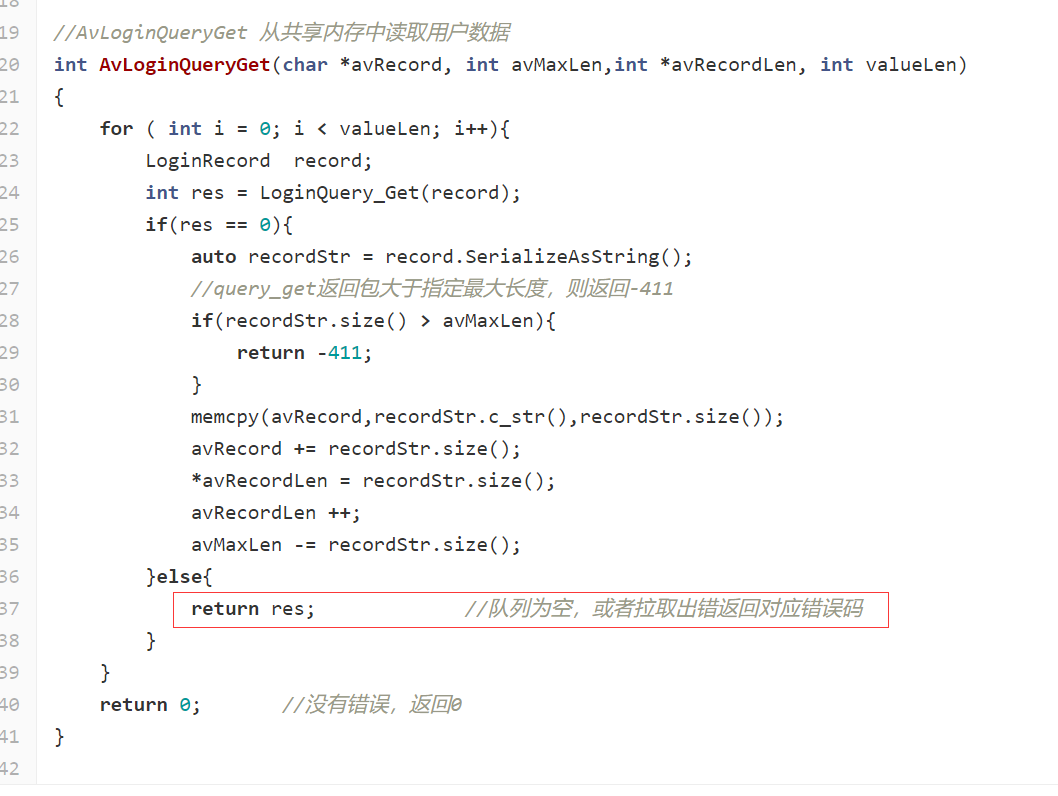 18
19 //AvLoginQueryGet 从共享内存中读取用户数据
20 int AvLoginQueryGet(char *avRecord, int avMaxLen,int *avRecordLen, int valueLen)
21 {
22     for ( int i = 0; i < valueLen; i++){
23         LoginRecord  record;
24         int res = LoginQuery_Get(record);
25         if(res == 0){
26             auto recordStr = record.SerializeAsString();
27             //query_get返回包大于指定最大长度，则返回-411
28             if(recordStr.size() > avMaxLen){
29                 return -411;
30             }
31             memcpy(avRecord,recordStr.c_str(),recordStr.size());
32             avRecord += recordStr.size();
33             *avRecordLen = recordStr.size();
34             avRecordLen ++;
35             avMaxLen -= recordStr.size();
36         }else{
37             return res;             //队列为空，或者拉取出错返回对应错误码
38         }
39     }
40     return 0;       //没有错误，返回0
41 }
42